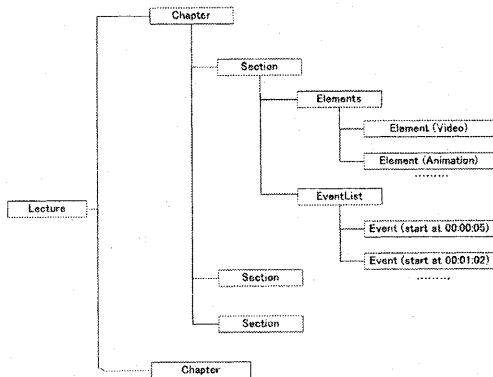 Chapter
Section
Elements
Element (Video)
Element (Animation)
........
EventList
Lecture
Event (start at 00:00:05)
Event (start at 00:01:02)
........
Section
Section
Chapter